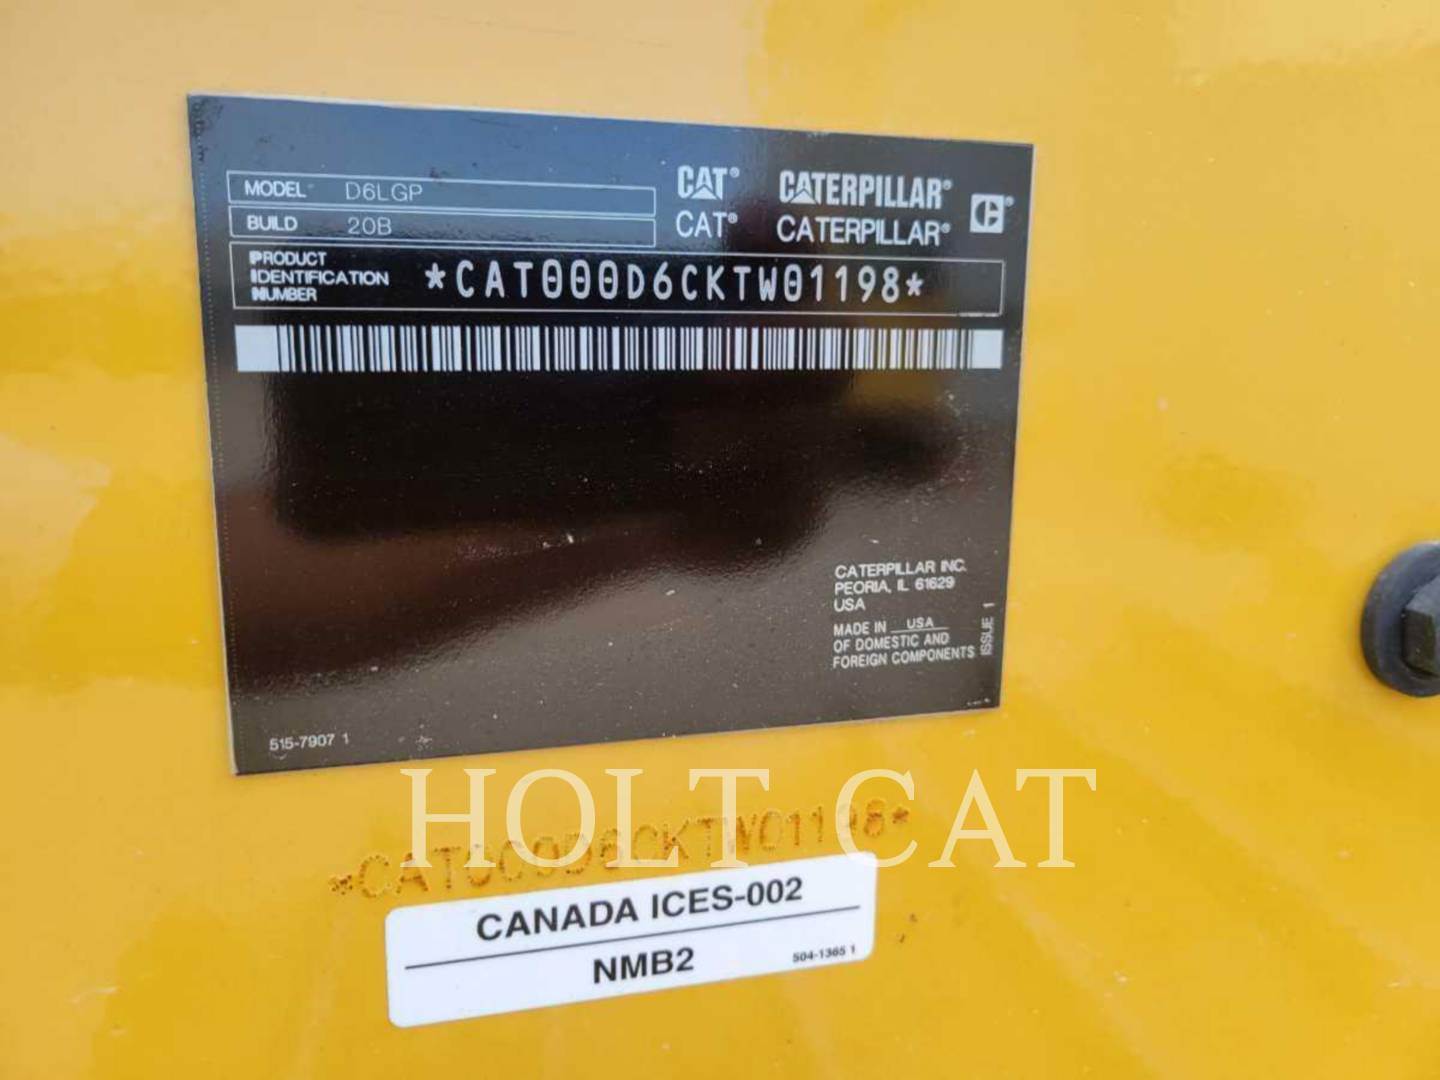 MODEL D6LGP
BUILD 20B
CAT® CATERPILLAR®
CAT® CATERPILLAR®
PRODUCT
IDENTIFICATION
NUMBER
*CAT000D6CKTW01198*
CATERPILLAR INC.
PEORIA, IL 61629
USA
MADE IN USA
OF DOMESTIC AND
FOREIGN COMPONENTS
ISSUE 1
515-7907 1
HOLT CAT
*CAT000D6CKTW01198*
CANADA ICES-002
NMB2
504-1365 1